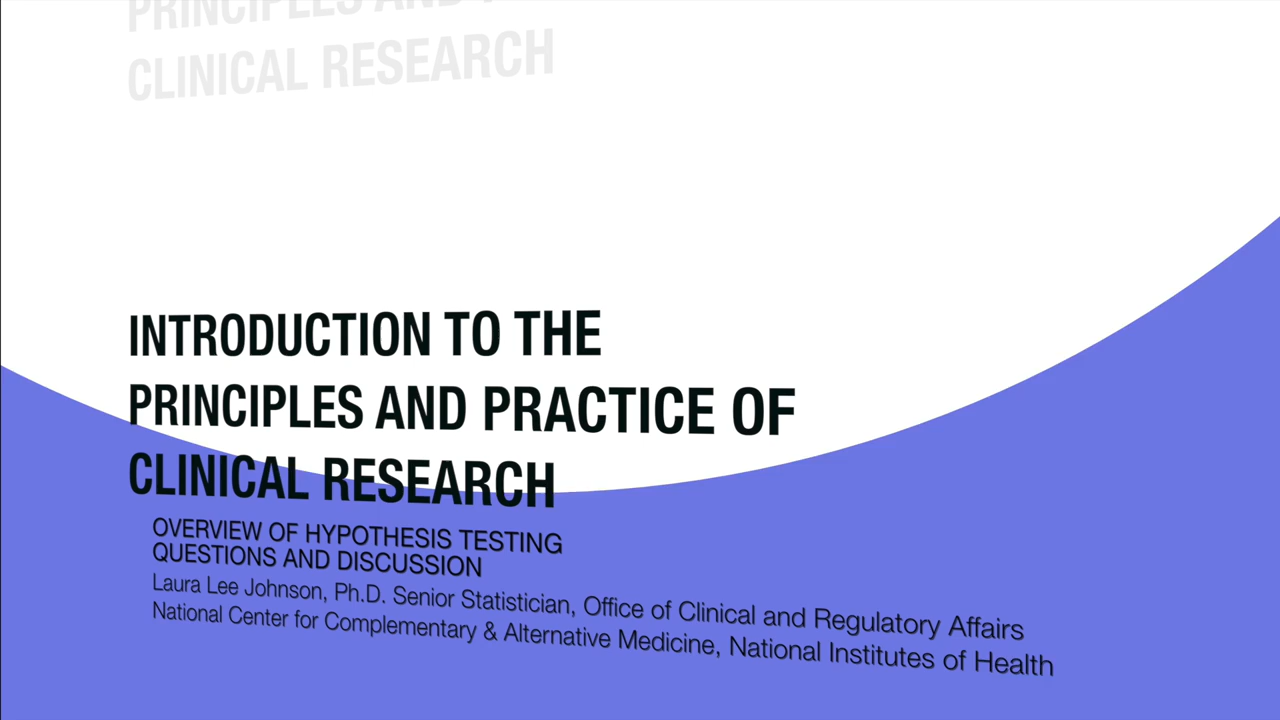 PRINCIPLES AND
CLINICAL RESEARCH
INTRODUCTION TO THE
PRINCIPLES AND PRACTICE OF
CLINICAL RESEARCH
OVERVIEW OF HYPOTHESIS TESTING
QUESTIONS AND DISCUSSION
Laura Lee Johnson, Ph.D. Senior Statistician, Office of Clinical and Regulatory Affairs
National Center for Complementary & Alternative Medicine, National Institutes of Health